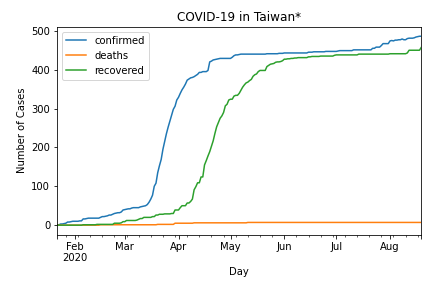 COVID-19 in Taiwan*
confirmed
deaths
recovered
Number of Cases
500
400
300
200
100
0
Feb
2020
Mar
Apr
May
Jun
Jul
Aug
Day